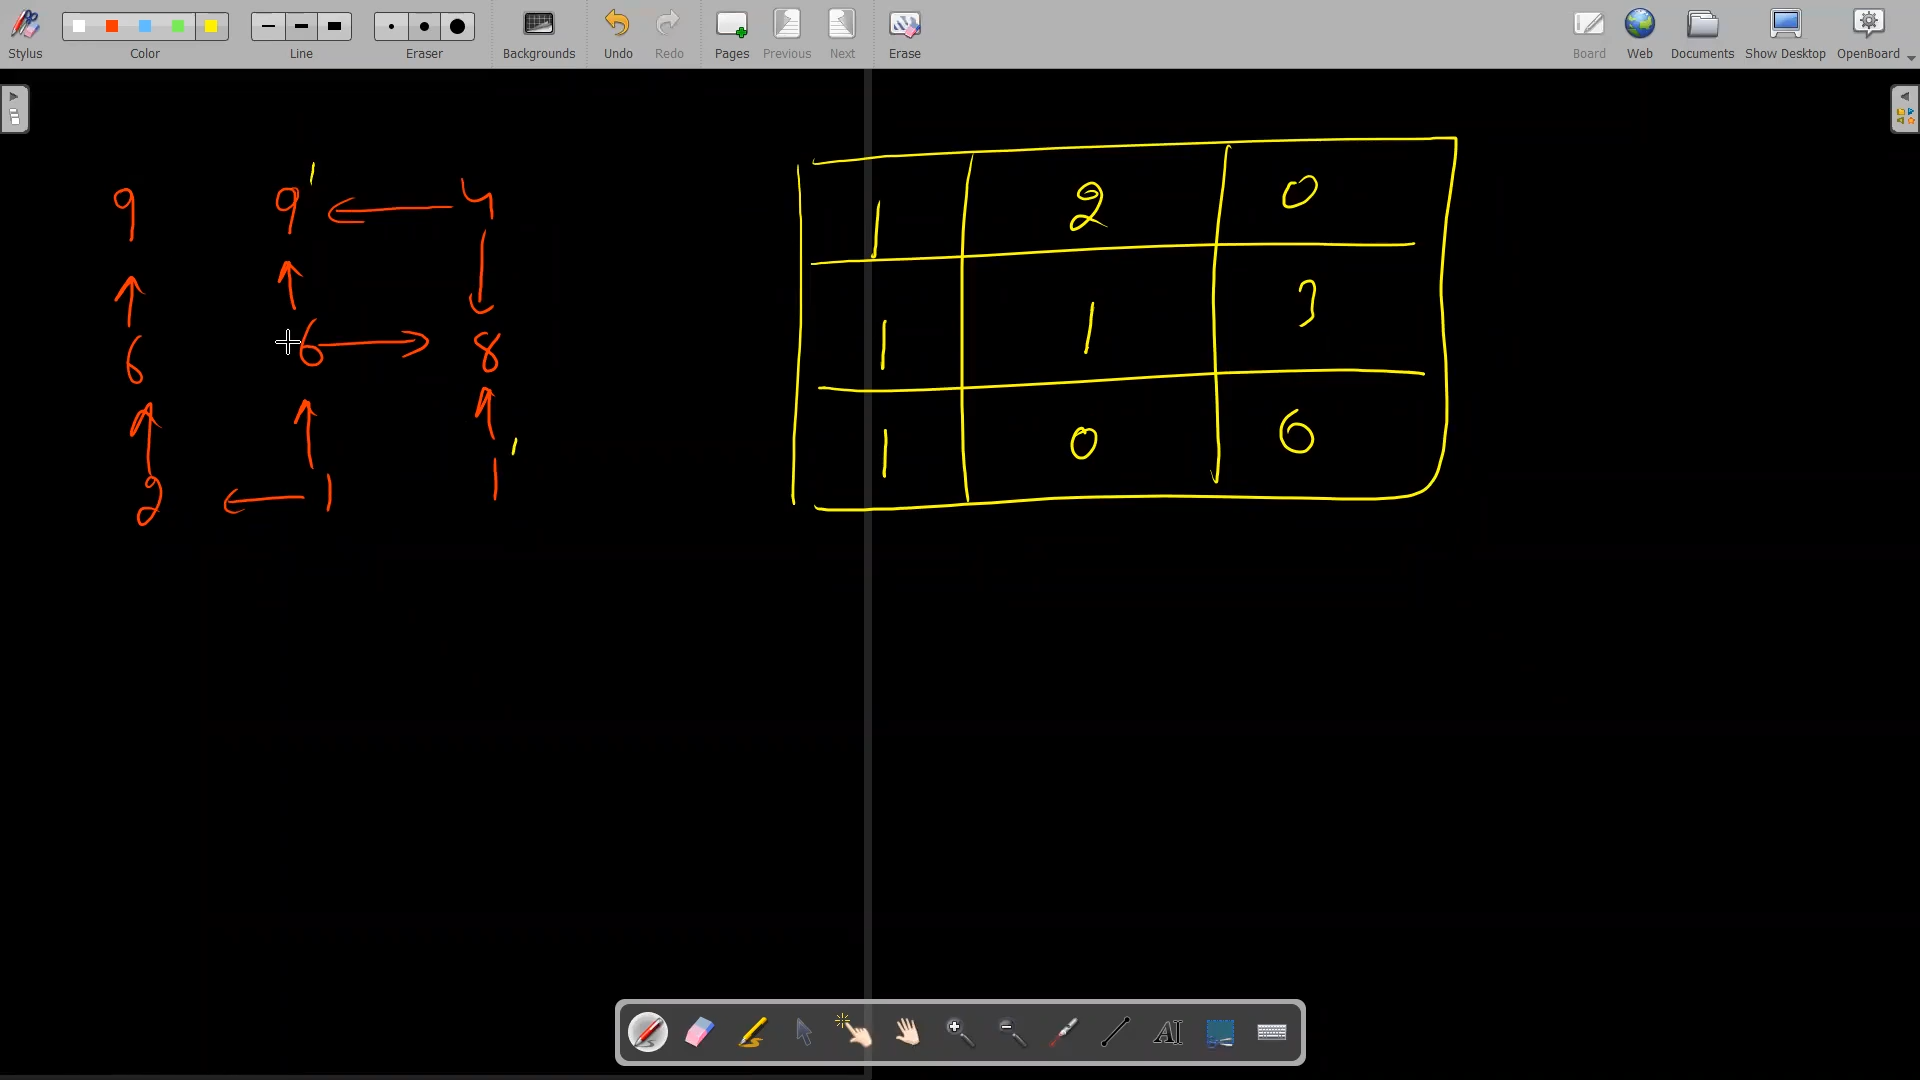 Stylus Color Line Eraser Backgrounds Undo Redo Pages Previous Next Erase Board Web Documents Show Desktop OpenBoard
9 9 ' 4
6 6 8
2 1 1 '
1 2 0
1 1 3
1 0 6
AI